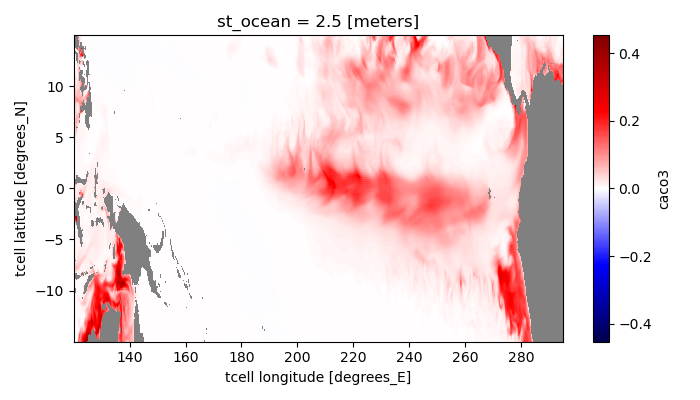 st_ocean = 2.5 [meters]
10
5
0
−5
−10
tcell latitude [degrees_N]
140 160 180 200 220 240 260 280
tcell longitude [degrees_E]
0.4
0.2
0.0
−0.2
−0.4
caco3